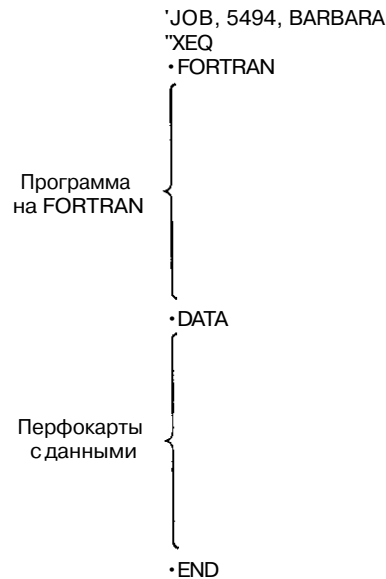 'JOB, 5494, BARBARA
"XEQ
•FORTRAN
Программа
на FORTRAN
•DATA
Перфокарты
с данными
•END